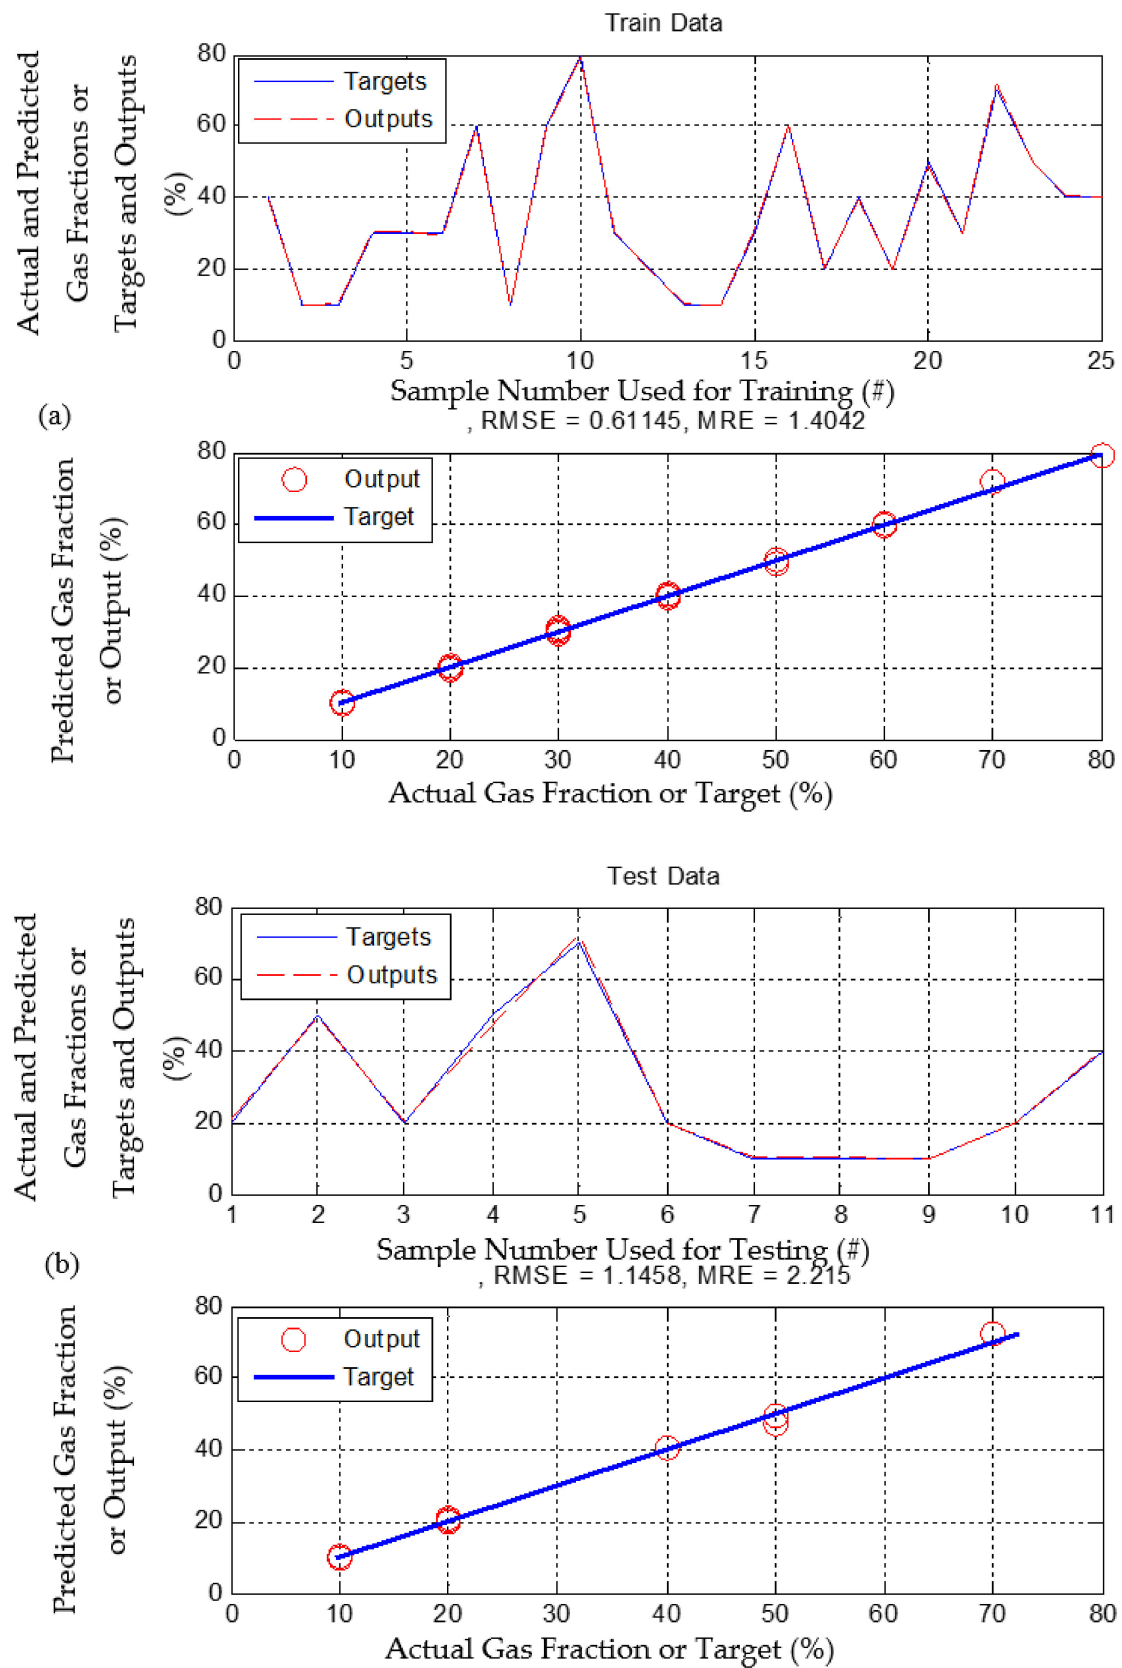 Train Data
Actual and Predicted
Gas Fractions or
Targets and Outputs
(%)
80
60
40
20
0
Targets
Outputs
0 5 10 15 20 25
Sample Number Used for Training (#)
(a)
, RMSE = 0.61145, MRE = 1.4042
Predicted Gas Fraction
or Output (%)
80
60
40
20
0
Output
Target
0 10 20 30 40 50 60 70 80
Actual Gas Fraction or Target (%)
Test Data
Actual and Predicted
Gas Fractions or
Targets and Outputs
(%)
80
60
40
20
0
Targets
Outputs
1 2 3 4 5 6 7 8 9 10 11
Sample Number Used for Testing (#)
(b)
, RMSE = 1.1458, MRE = 2.215
Predicted Gas Fraction
or Output (%)
80
60
40
20
0
Output
Target
0 10 20 30 40 50 60 70 80
Actual Gas Fraction or Target (%)